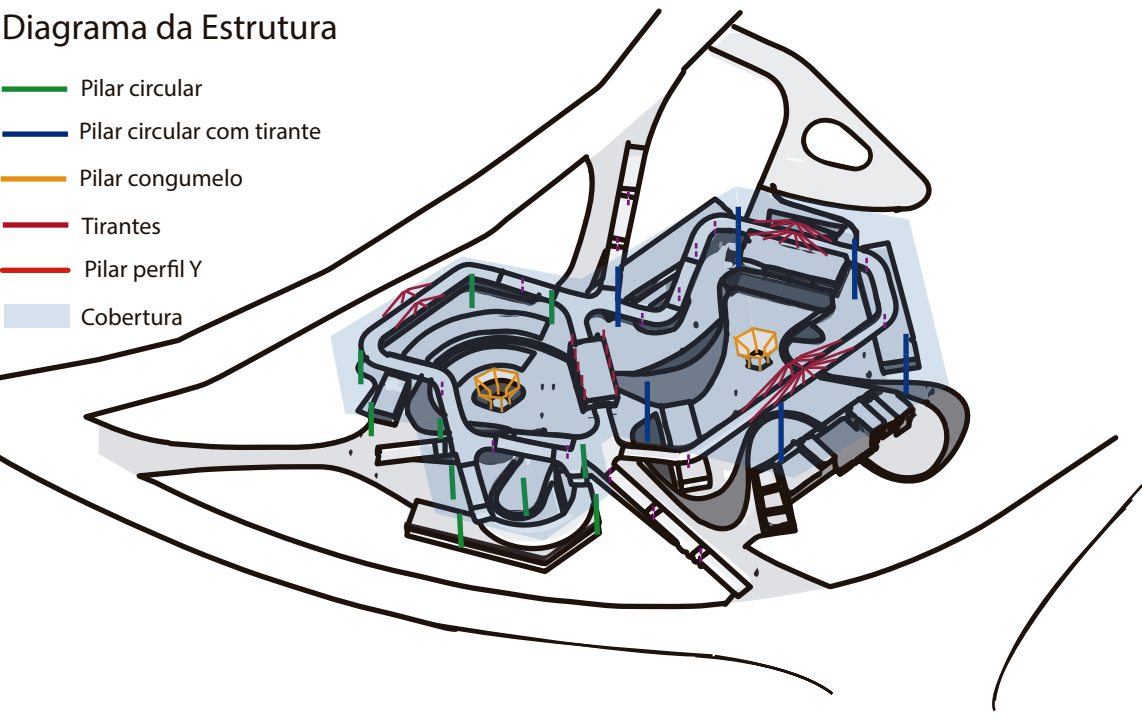 Diagrama da Estrutura
Pilar circular
Pilar circular com tirante
Pilar congumelo
Tirantes
Pilar perfil Y
Cobertura